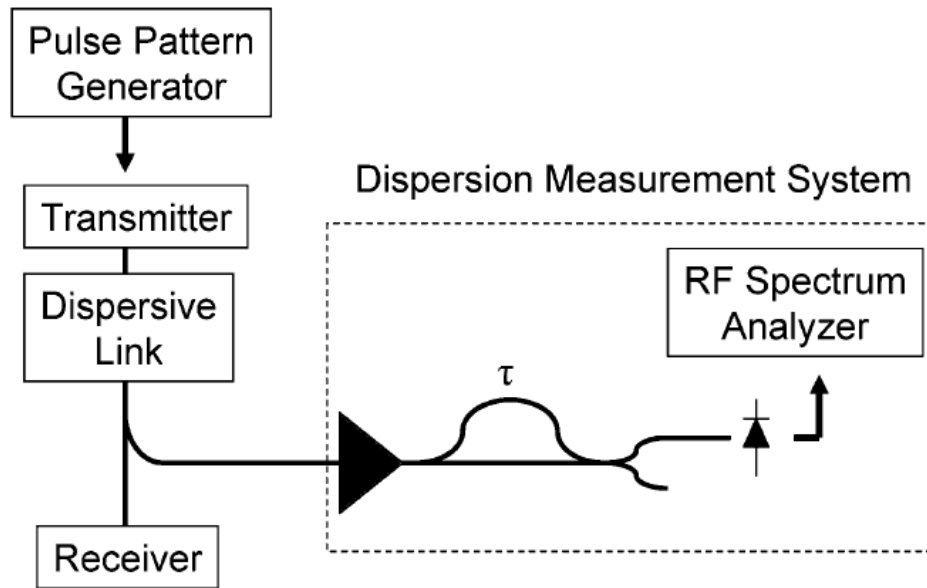 Pulse Pattern
Generator
Transmitter
Dispersive
Link
Receiver
Dispersion Measurement System
RF Spectrum
Analyzer
τ